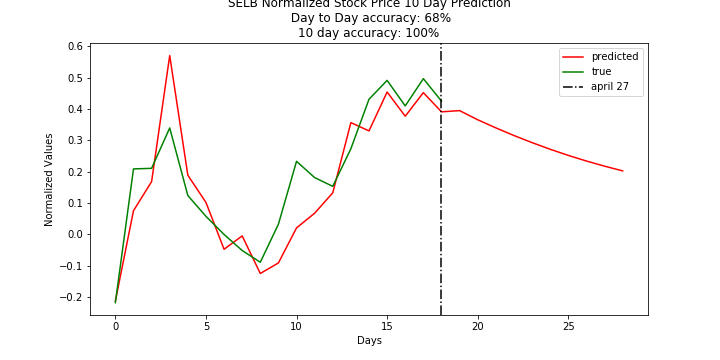 SELB Normalized Stock Price 10 Day Prediction
Day to Day accuracy: 68%
10 day accuracy: 100%
predicted
true
april 27
Normalized Values
0.6
0.5
0.4
0.3
0.2
0.1
0.0
−0.1
−0.2
0
5
10
15
20
25
Days